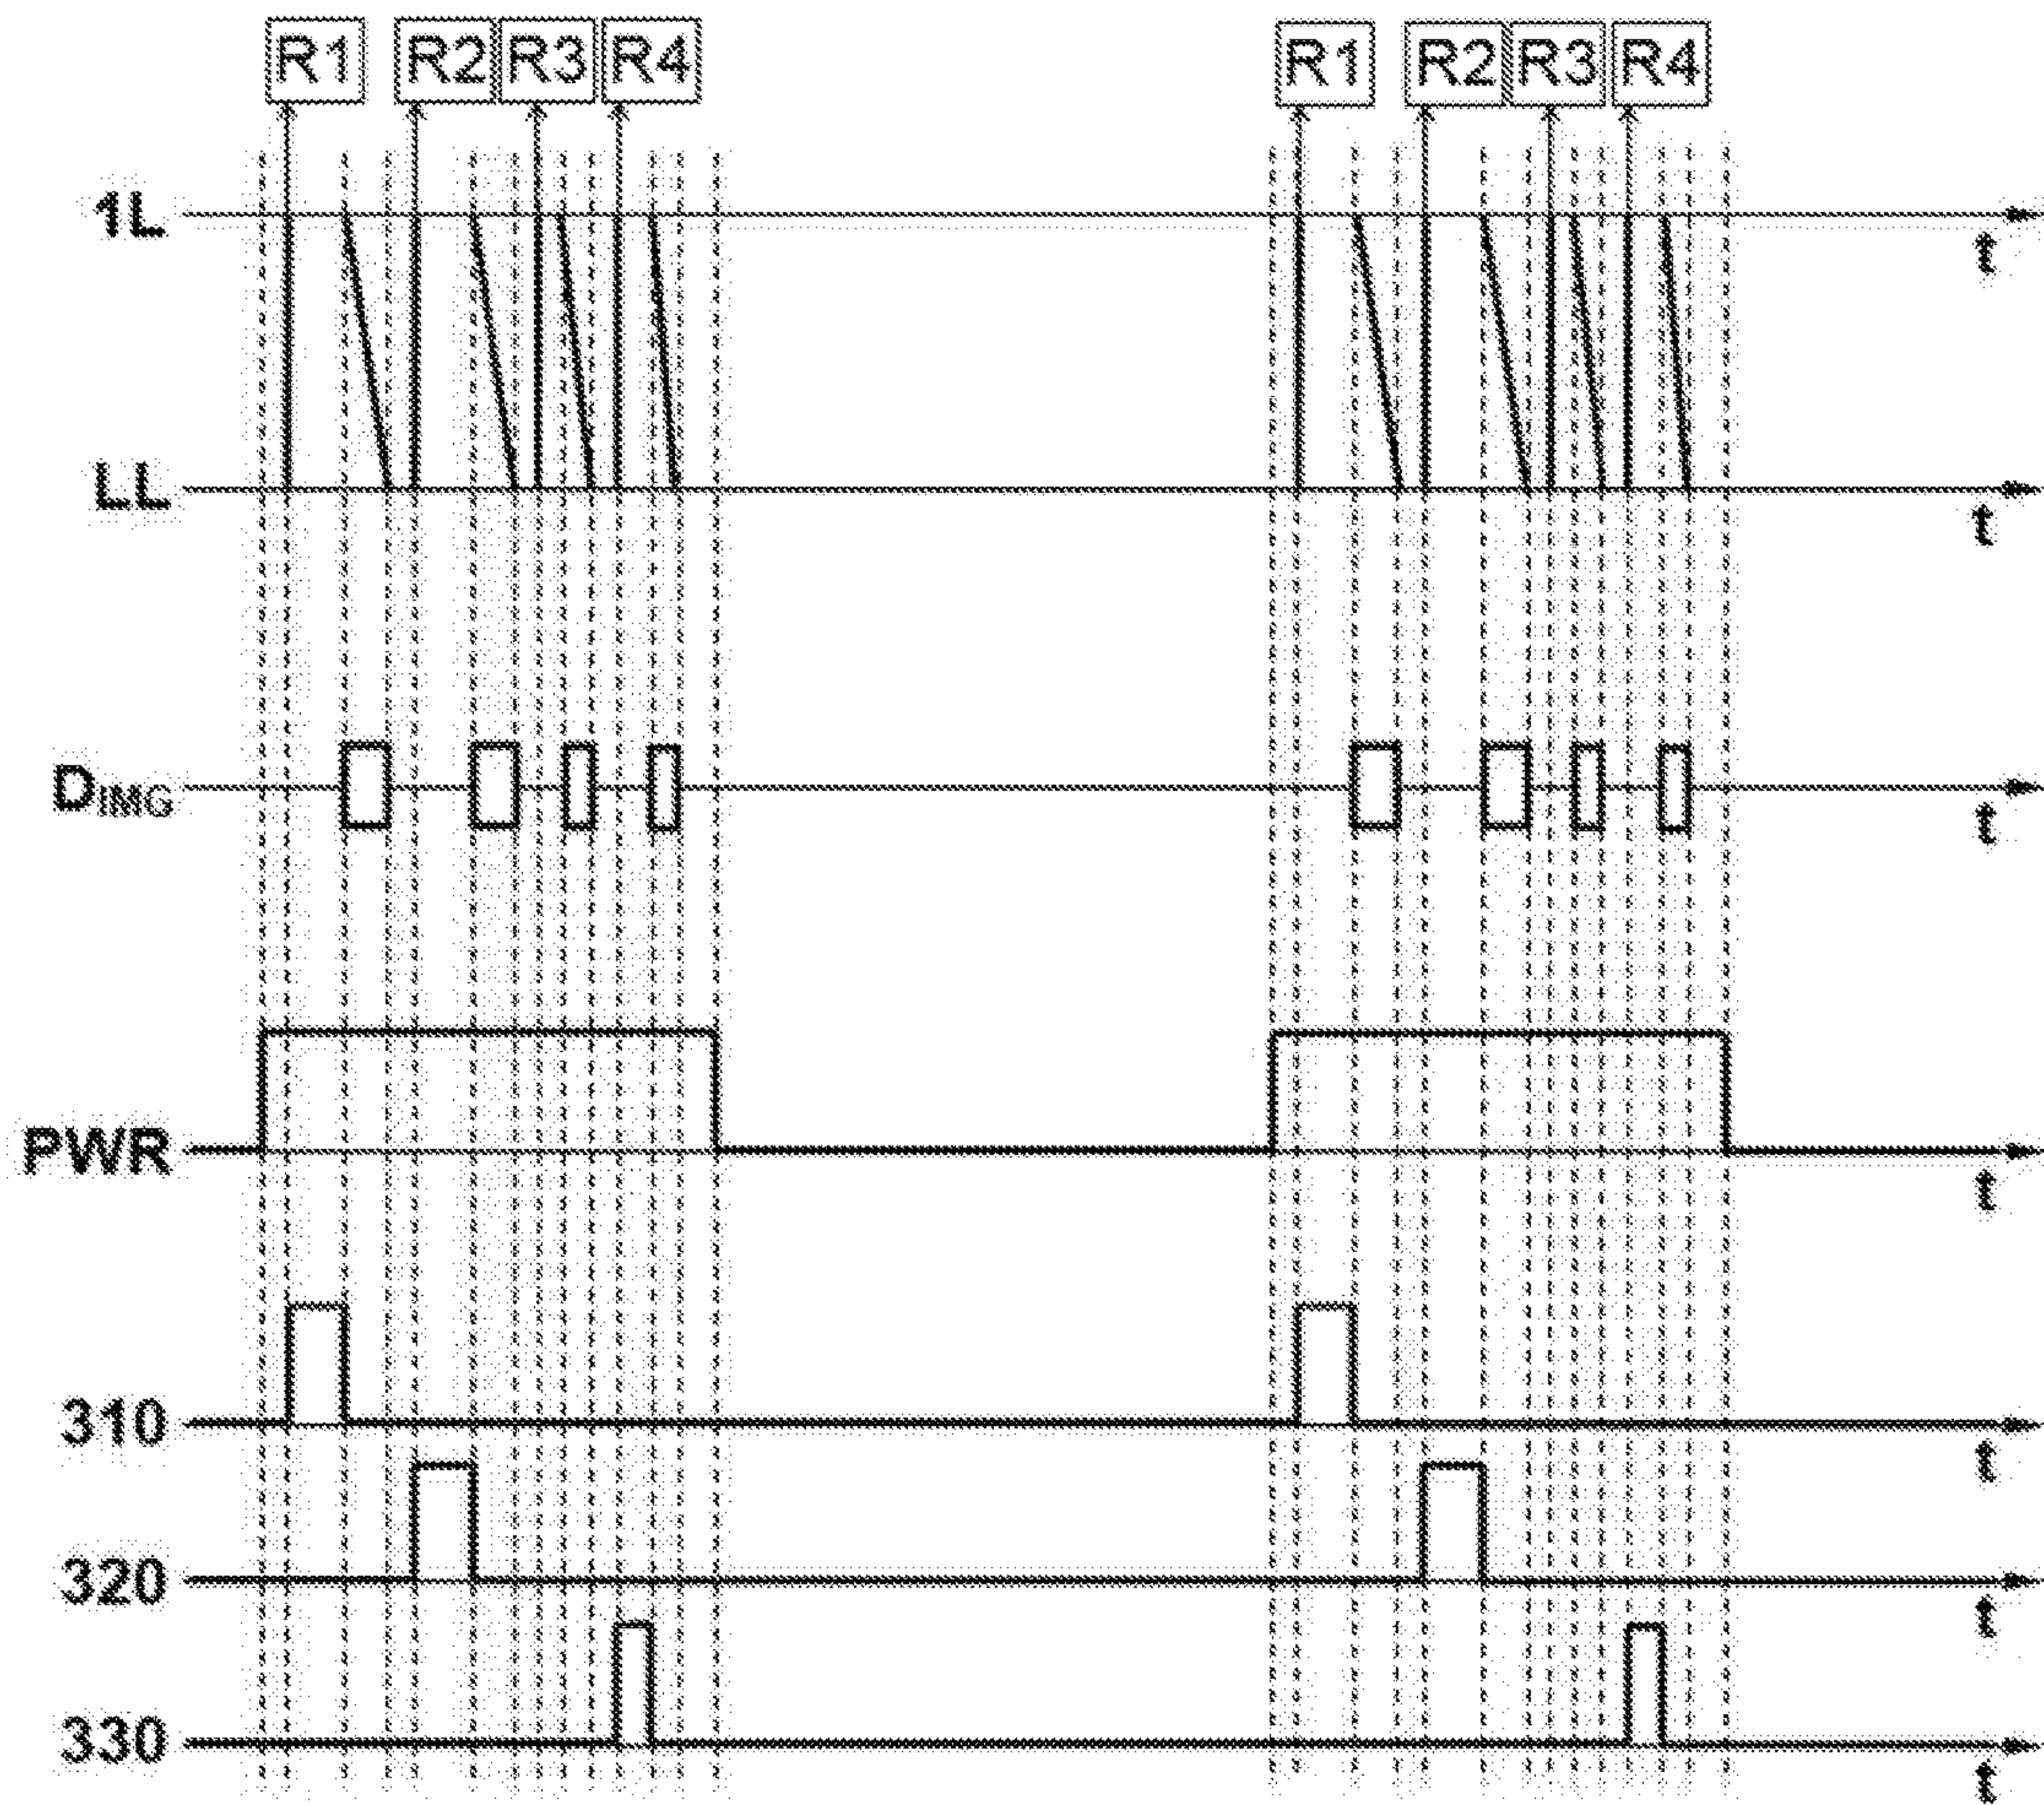 R1 R2 R3 R4 R1 R2 R3 R4
1L
t
LL
t
DIMG
t
PWR
t
310
t
320
t
330
t